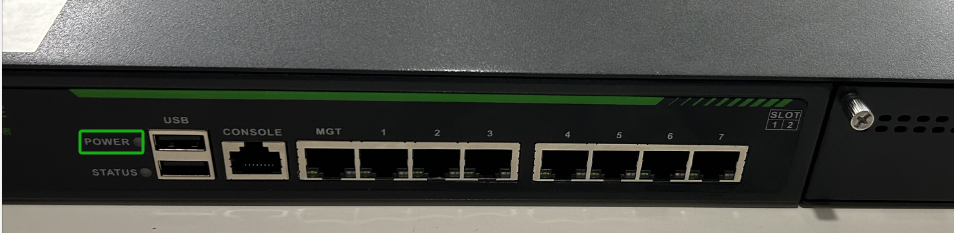 USB
POWER
STATUS
CONSOLE
MGT 1 2 3 4 5 6 7
SLOT
1 2